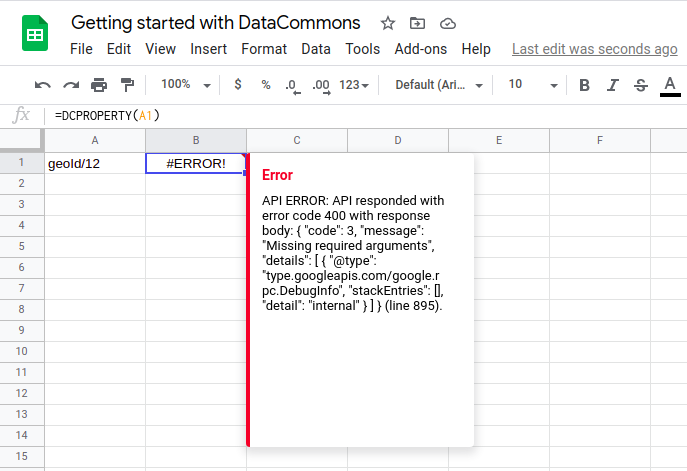 Getting started with DataCommons
File Edit View Insert Format Data Tools Add-ons Help Last edit was seconds ago
100% $ % .0 .00 123 Default (Ari... 10 B I S A
fx =DCPROPERTY(A1)
A B C D E F
1 geoId/12 #ERROR!
Error
API ERROR: API responded with
error code 400 with response
body: { "code": 3, "message":
"Missing required arguments",
"details": [ { "@type":
"type.googleapis.com/google.r
pc.DebugInfo", "stackEntries": [],
"detail": "internal" } ] } (line 895).
2
3
4
5
6
7
8
9
10
11
12
13
14
15